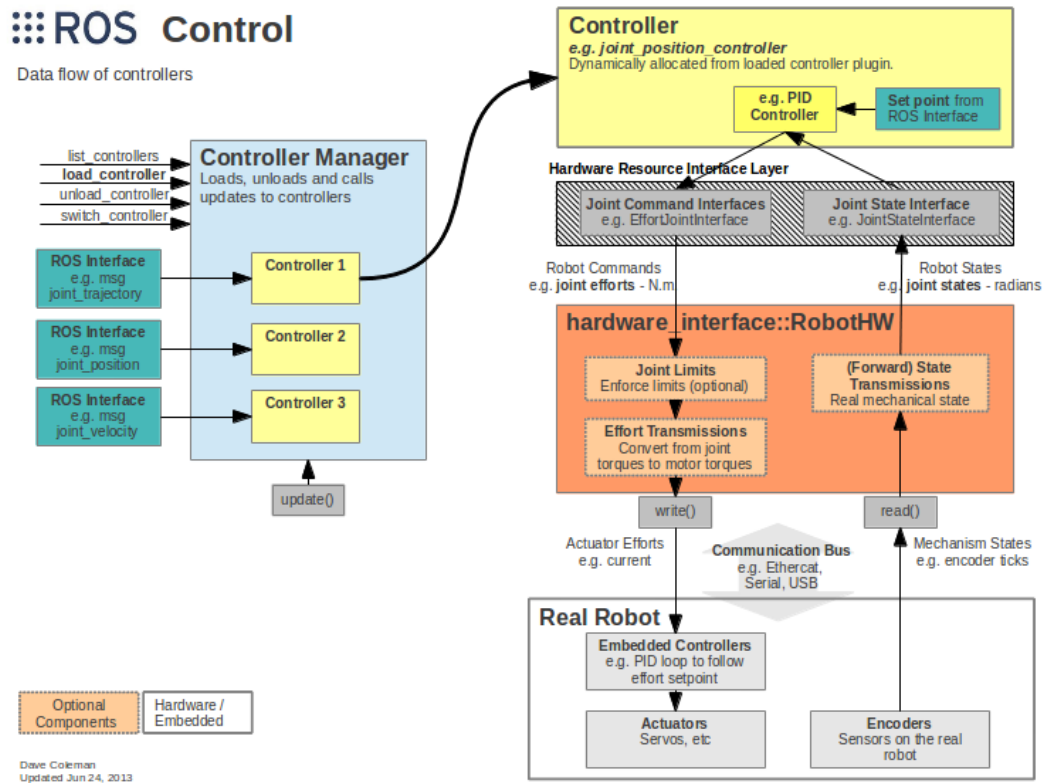 ROS Control
Data flow of controllers
list_controllers
load_controller
unload_controller
switch_controller
Controller Manager
Loads, unloads and calls
updates to controllers
ROS Interface
e.g. msg
joint_trajectory
Controller 1
ROS Interface
e.g. msg
joint_position
Controller 2
ROS Interface
e.g. msg
joint_velocity
Controller 3
update()
Optional
Components
Hardware /
Embedded
Dave Coleman
Updated Jun 24, 2013
Controller
e.g. joint_position_controller
Dynamically allocated from loaded controller plugin.
e.g. PID
Controller
Set point from
ROS Interface
Hardware Resource Interface Layer
Joint Command Interfaces
e.g. EffortJointInterface
Joint State Interface
e.g. JointStateInterface
Robot Commands
e.g. joint efforts - N.m
Robot States
e.g. joint states - radians
hardware_interface::RobotHW
Joint Limits
Enforce limits (optional)
(Forward) State
Transmissions
Real mechanical state
Effort Transmissions
Convert from joint
torques to motor torques
write()
read()
Actuator Efforts
e.g. current
Communication Bus
e.g. Ethercat,
Serial, USB
Mechanism States
e.g. encoder ticks
Real Robot
Embedded Controllers
e.g. PID loop to follow
effort setpoint
Actuators
Servos, etc
Encoders
Sensors on the real
robot